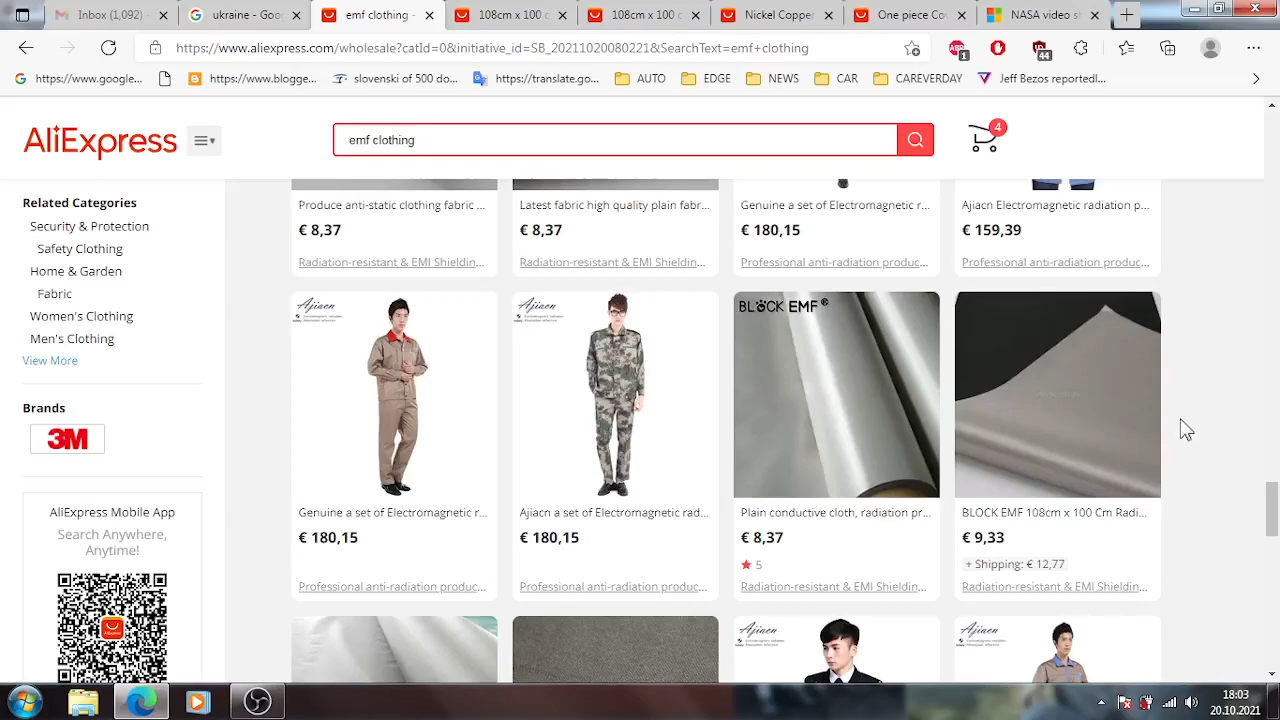 Inbox (1,092)
ukraine - Goo
emf clothing -
108cm x 100
108cm x 100 c
Nickel Copper
One piece Co
NASA video s
https://www.aliexpress.com/wholesale?catId=0&initiative_id=SB_20211020080221&SearchText=emf+clothing
ABP
1
44
https://www.google...
https://www.blogge...
slovenski of 500 do...
https://translate.go...
AUTO
EDGE
NEWS
CAR
CAREVERDAY
Jeff Bezos reportedl...
AliExpress
emf clothing
4
Related Categories
Security & Protection
Safety Clothing
Home & Garden
Fabric
Women's Clothing
Men's Clothing
View More
Brands
3M
AliExpress Mobile App
Search Anywhere,
Anytime!
Produce anti-static clothing fabric ...
€ 8,37
Radiation-resistant & EMI Shieldin...
Latest fabric high quality plain fabr...
€ 8,37
Radiation-resistant & EMI Shieldin...
Genuine a set of Electromagnetic r...
€ 180,15
Professional anti-radiation produc...
Ajiacn Electromagnetic radiation p...
€ 159,39
Professional anti-radiation produc...
Ajiacn
Genuine a set of Electromagnetic r...
€ 180,15
Professional anti-radiation produc...
Ajiacn
Ajiacn a set of Electromagnetic rad...
€ 180,15
Professional anti-radiation produc...
BLOCK EMF ®
Plain conductive cloth, radiation pr...
€ 8,37
5
Radiation-resistant & EMI Shieldin...
BLOCK EMF 108cm x 100 Cm Radi...
€ 9,33
+ Shipping: € 12,77
Radiation-resistant & EMI Shieldin...
Ajiacn
Ajiacn
18:03
20.10.2021